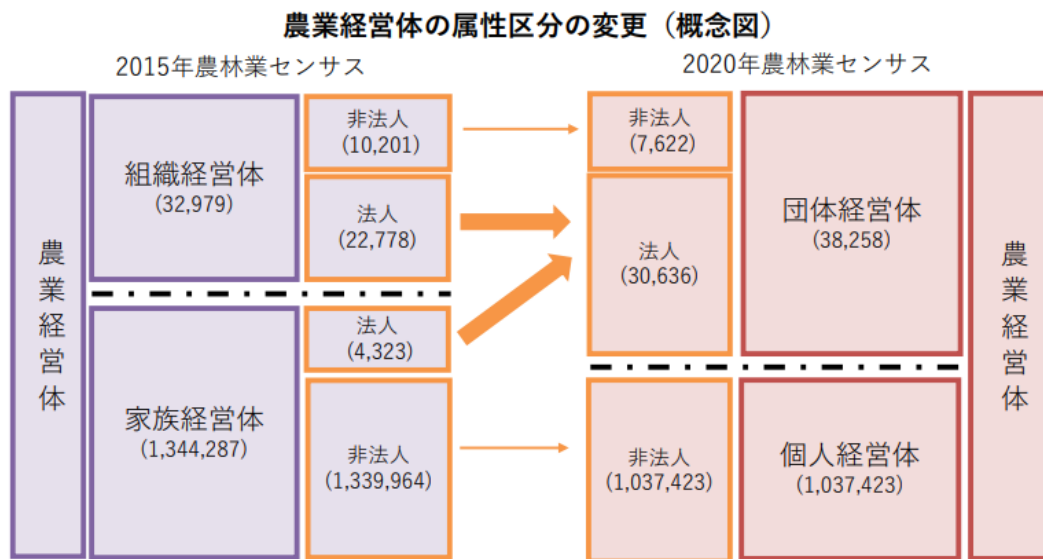 農業経営体の属性区分の変更（概念図）
2015年農林業センサス
2020年農林業センサス
農業経営体
組織経営体
(32,979)
非法人
(10,201)
法人
(22,778)
家族経営体
(1,344,287)
法人
(4,323)
非法人
(1,339,964)
非法人
(7,622)
法人
(30,636)
団体経営体
(38,258)
非法人
(1,037,423)
個人経営体
(1,037,423)
農業経営体